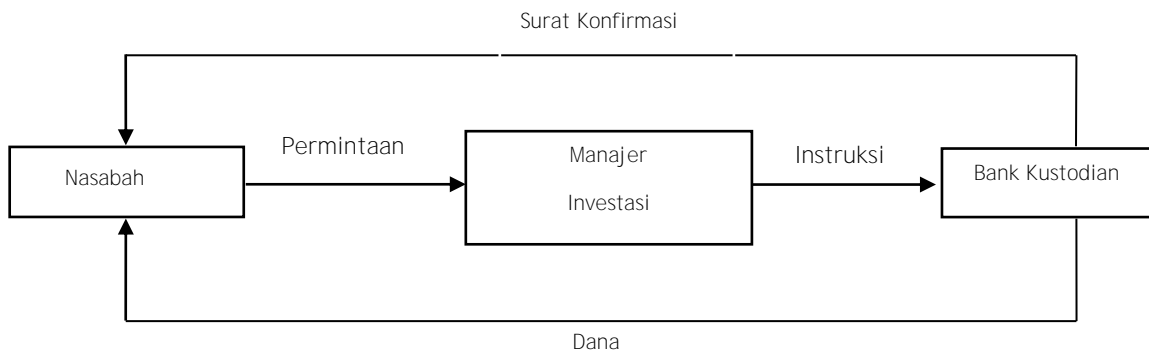 Surat Konfirmasi
Nasabah
Permintaan
Manajer
Investasi
Instruksi
Bank Kustodian
Dana